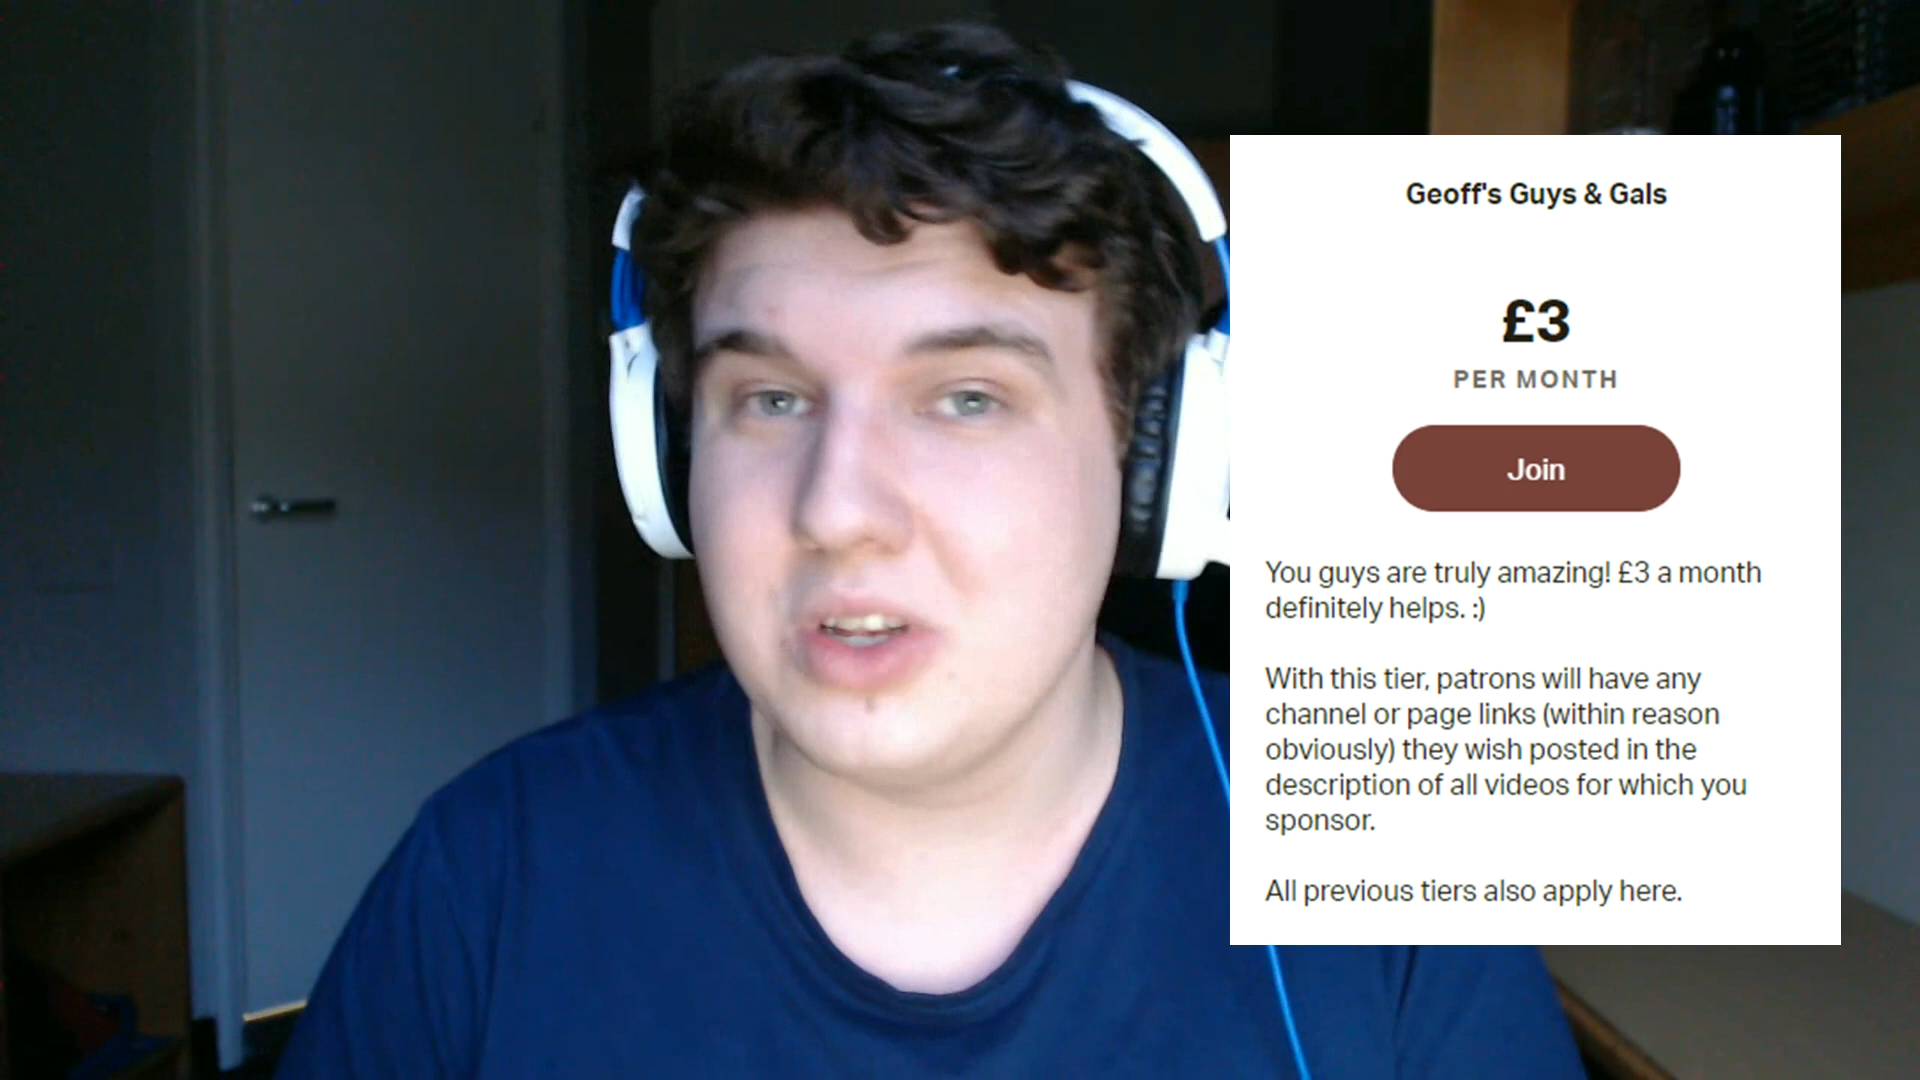 Geoff's Guys & Gals
£3
PER MONTH
Join
You guys are truly amazing! £3 a month
definitely helps. :)
With this tier, patrons will have any
channel or page links (within reason
obviously) they wish posted in the
description of all videos for which you
sponsor.
All previous tiers also apply here.